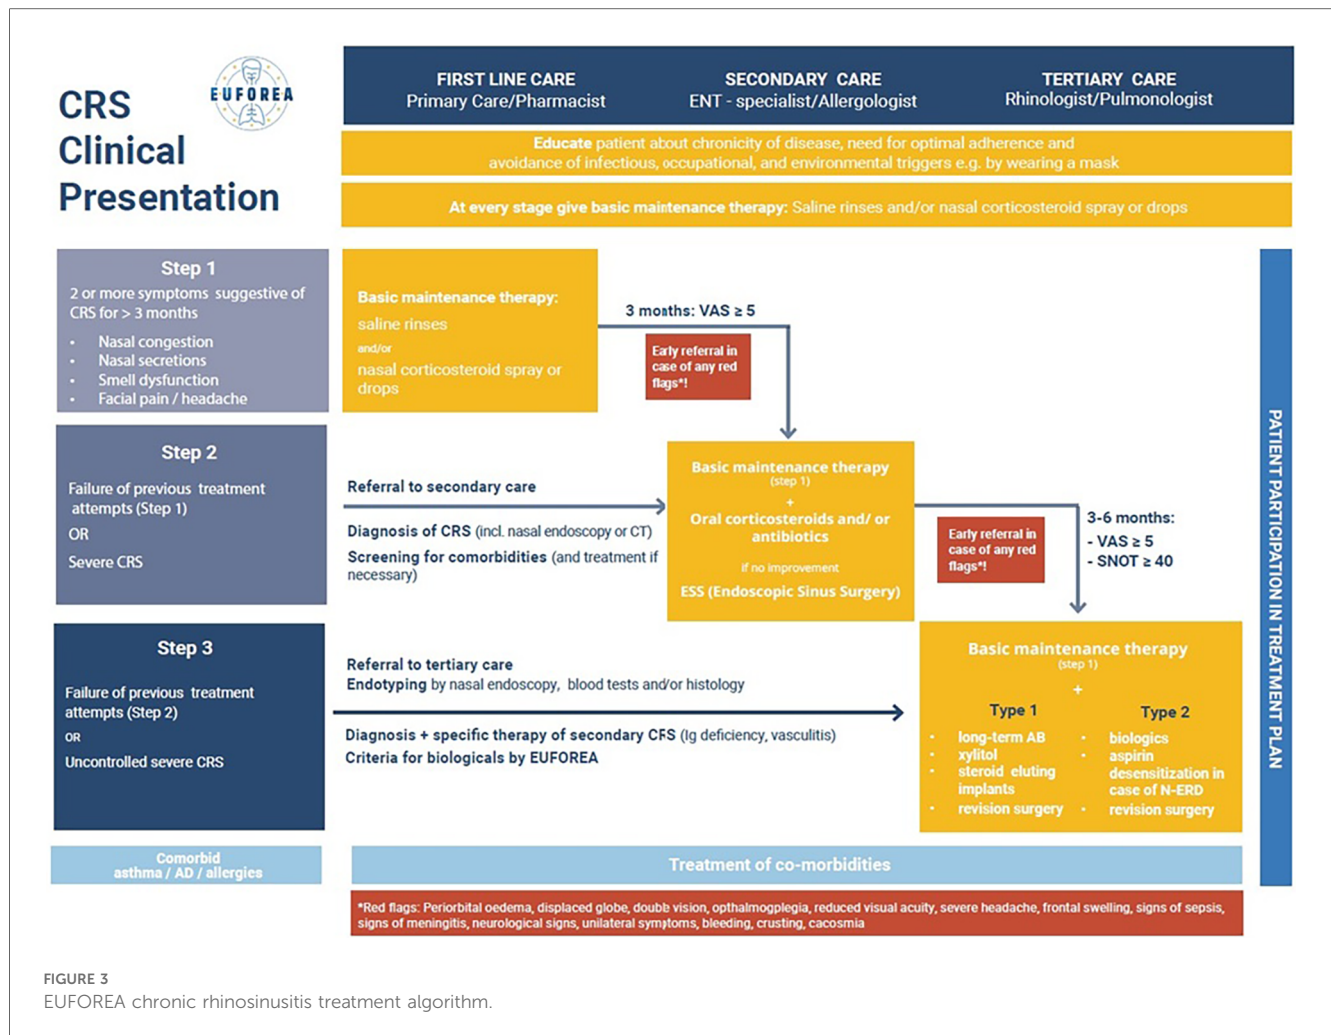 CRS
Clinical
Presentation
EUFOREA
FIRST LINE CARE
Primary Care/Pharmacist
SECONDARY CARE
ENT - specialist/Allergologist
TERTIARY CARE
Rhinologist/Pulmonologist
Educate patient about chronicity of disease, need for optimal adherence and
avoidance of infectious, occupational, and environmental triggers e.g. by wearing a mask
At every stage give basic maintenance therapy: Saline rinses and/or nasal corticosteroid spray or drops
Step 1
2 or more symptoms suggestive of
CRS for > 3 months
• Nasal congestion
• Nasal secretions
• Smell dysfunction
• Facial pain / headache
Basic maintenance therapy:
saline rinses
and/or
nasal corticosteroid spray or
drops
3 months: VAS ≥ 5
Early referral in
case of any red
flags*!
Step 2
Failure of previous treatment
attempts (Step 1)
OR
Severe CRS
Referral to secondary care
Diagnosis of CRS (incl. nasal endoscopy or CT)
Screening for comorbidities (and treatment if
necessary)
Basic maintenance therapy
(step 1)
+
Oral corticosteroids and/ or
antibiotics
if no improvement
ESS (Endoscopic Sinus Surgery)
Early referral in
case of any red
flags*!
3-6 months:
- VAS ≥ 5
- SNOT ≥ 40
Step 3
Failure of previous treatment
attempts (Step 2)
OR
Uncontrolled severe CRS
Referral to tertiary care
Endotyping by nasal endoscopy, blood tests and/or histology
Diagnosis + specific therapy of secondary CRS (Ig deficiency, vasculitis)
Criteria for biologicals by EUFOREA
Basic maintenance therapy
(step 1)
+
Type 1
• long-term AB
• xylitol
• steroid eluting
implants
• revision surgery
Type 2
• biologics
• aspirin
desensitization in
case of N-ERD
• revision surgery
PATIENT PARTICIPATION IN TREATMENT PLAN
Comorbid
asthma / AD / allergies
Treatment of co-morbidities
*Red flags: Periorbital oedema, displaced globe, double vision, opthalmogplegia, reduced visual acuity, severe headache, frontal swelling, signs of sepsis,
signs of meningitis, neurological signs, unilateral symptoms, bleeding, crusting, cacosmia
FIGURE 3
EUFOREA chronic rhinosinusitis treatment algorithm.